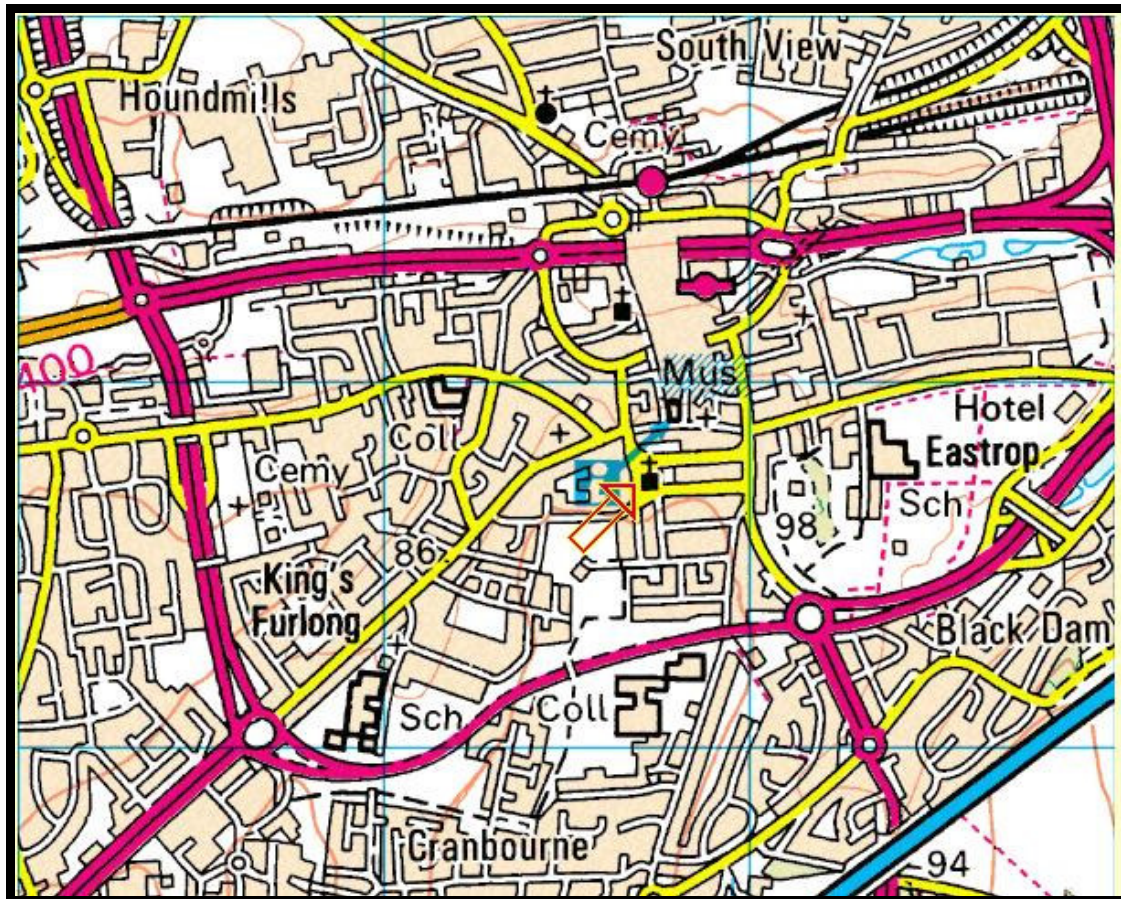 South View
Houndmills
Cemy
400
Mus
Hotel
Coll
Eastrop
Cemy
Sch
98
86
King's
Furlong
Black Dam
Sch
Coll
Cranbourne
94